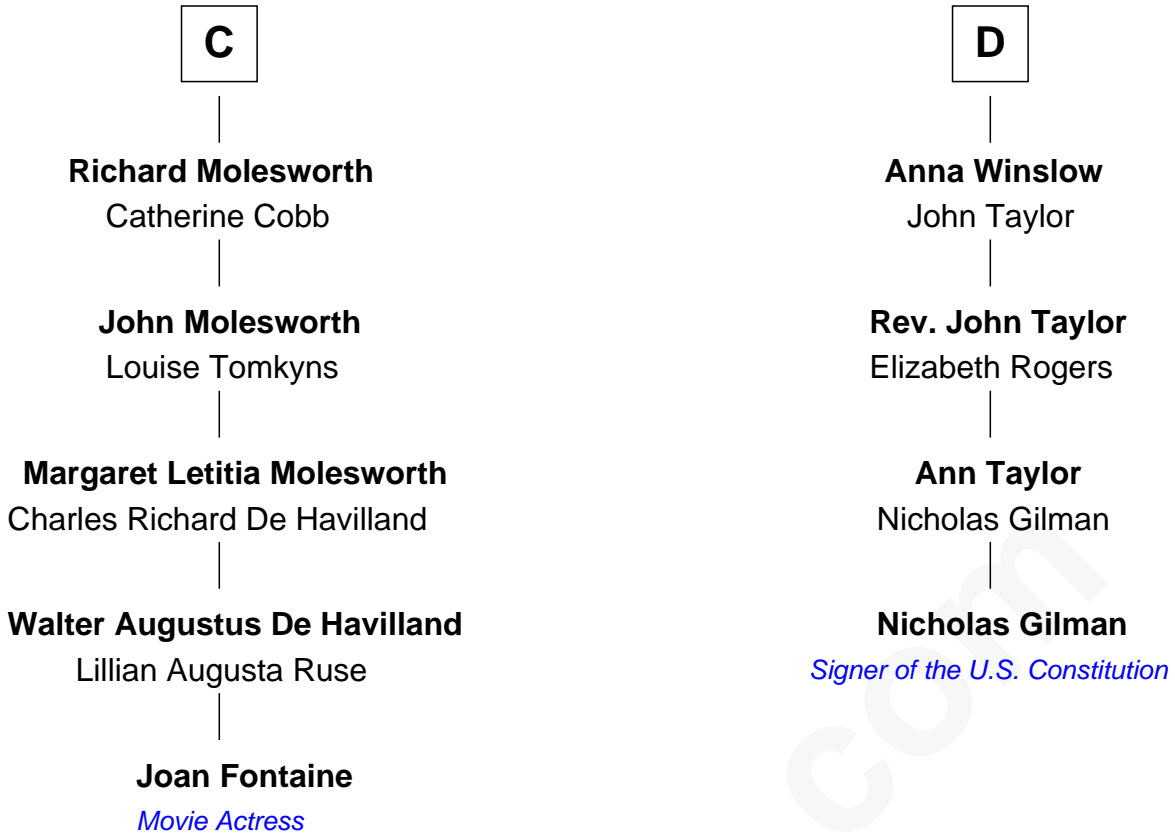 C
Richard Molesworth
Catherine Cobb
John Molesworth
Louise Tomkyns
Margaret Letitia Molesworth
Charles Richard De Havilland
Walter Augustus De Havilland
Lillian Augusta Ruse
Joan Fontaine
Movie Actress
D
Anna Winslow
John Taylor
Rev. John Taylor
Elizabeth Rogers
Ann Taylor
Nicholas Gilman
Nicholas Gilman
Signer of the U.S. Constitution
com